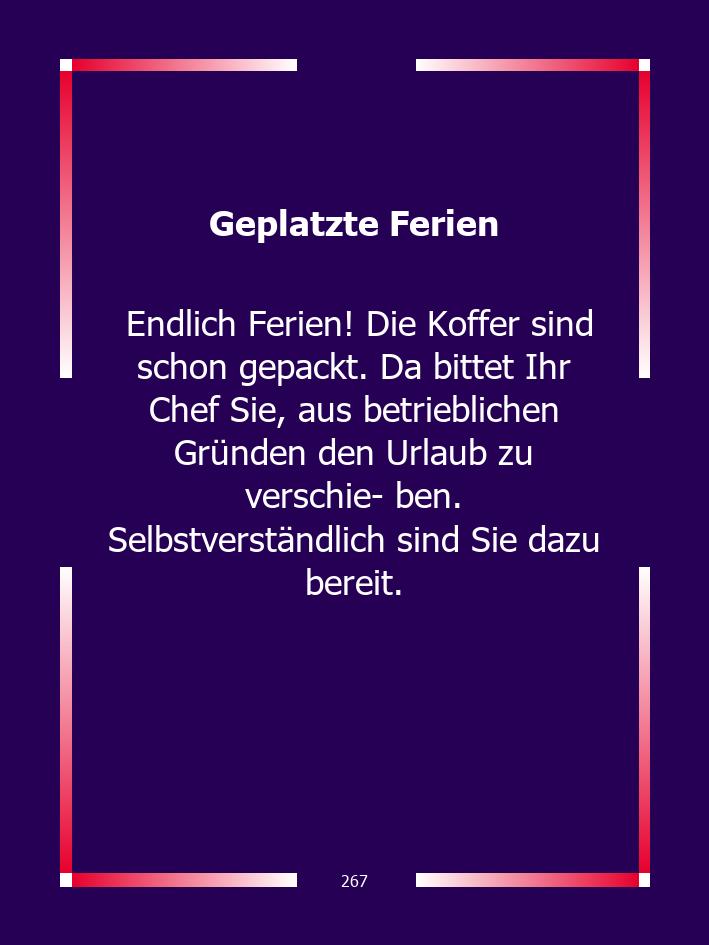 Geplatzte Ferien
Endlich Ferien! Die Koffer sind
schon gepackt. Da bittet Ihr
Chef Sie, aus betrieblichen
Gründen den Urlaub zu
verschie- ben.
Selbstverständlich sind Sie dazu
bereit.
267